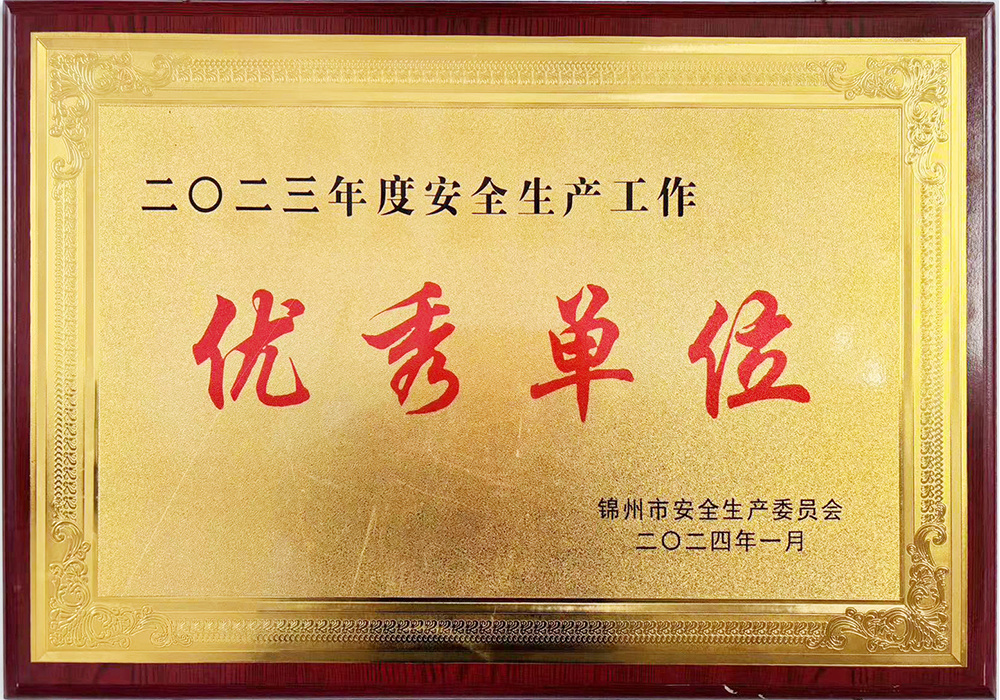 二〇二三年度安全生产工作
优秀单位
锦州市安全生产委员会
二〇二四年一月